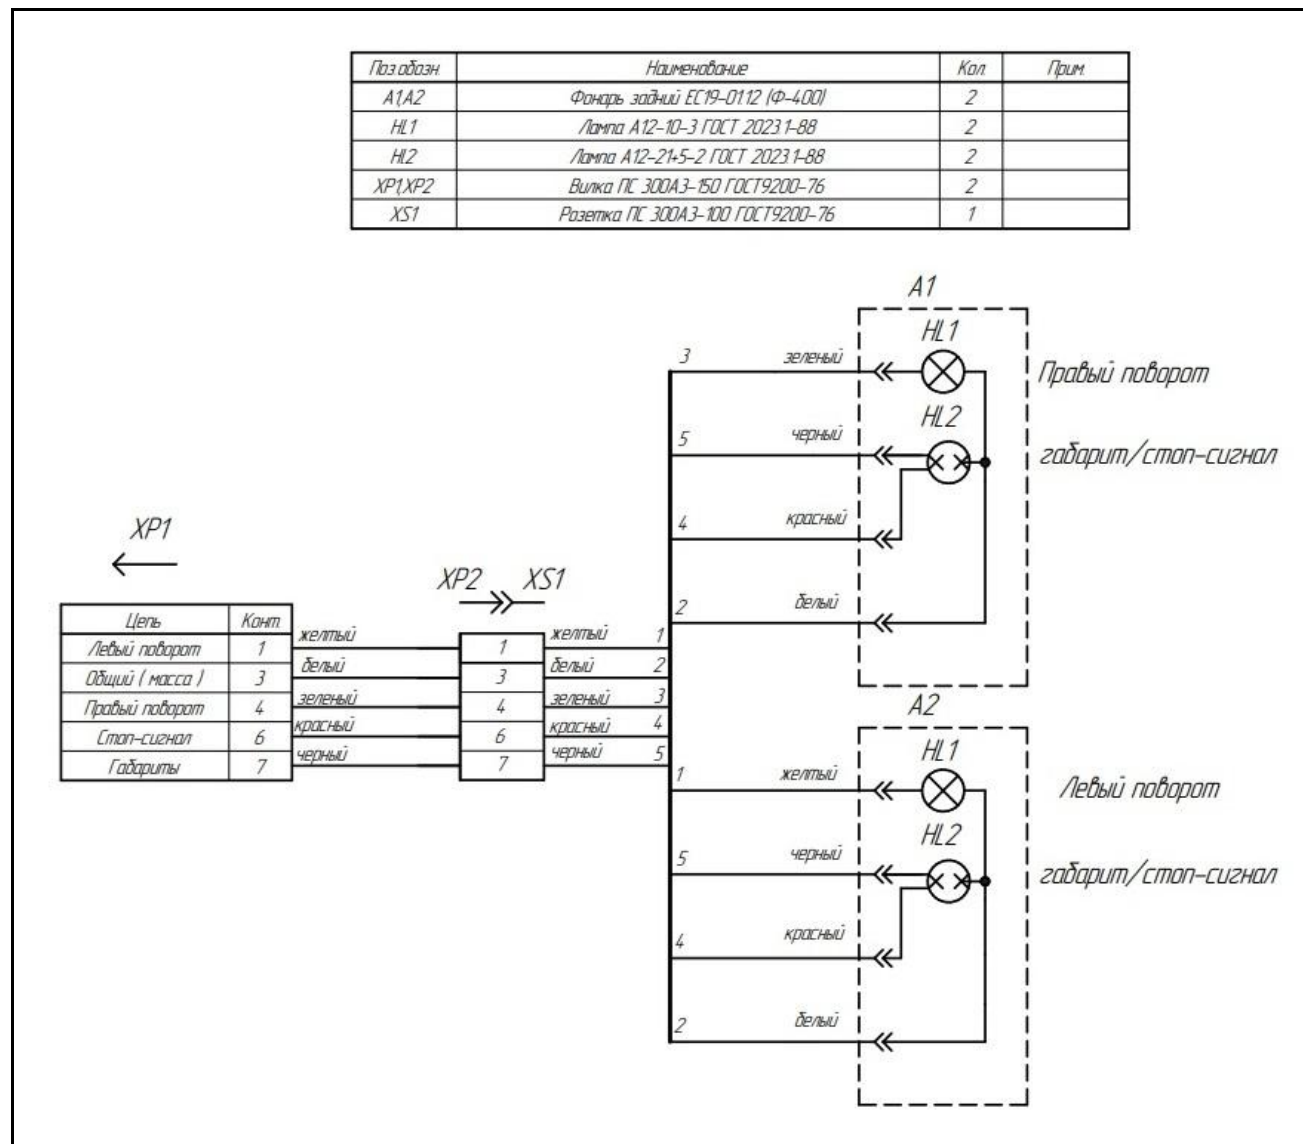 Поз.обозн. Наименование Кол. Прим.
A1,A2 Фонарь задний ЕС19-01.12 (Ф-400) 2
HL1 Лампа А12-10-3 ГОСТ 2023.1-88 2
HL2 Лампа А12-21+5-2 ГОСТ 2023.1-88 2
XP1,XP2 Вилка ПС 300А3-150 ГОСТ9200-76 2
XS1 Розетка ПС 300А3-100 ГОСТ9200-76 1
A1
HL1
3 зеленый
Правый поворот
HL2
5 черный
габарит/стоп-сигнал
4 красный
XP1
XP2 XS1
2 белый
Цепь Конт.
Левый поворот 1 желтый 1 желтый 1
Общий ( масса ) 3 белый 3 белый 2
Правый поворот 4 зеленый 4 зеленый 3
Стоп-сигнал 6 красный 6 красный 4
Габариты 7 черный 7 черный 5
A2
HL1
1 желтый
Левый поворот
HL2
5 черный
габарит/стоп-сигнал
4 красный
2 белый